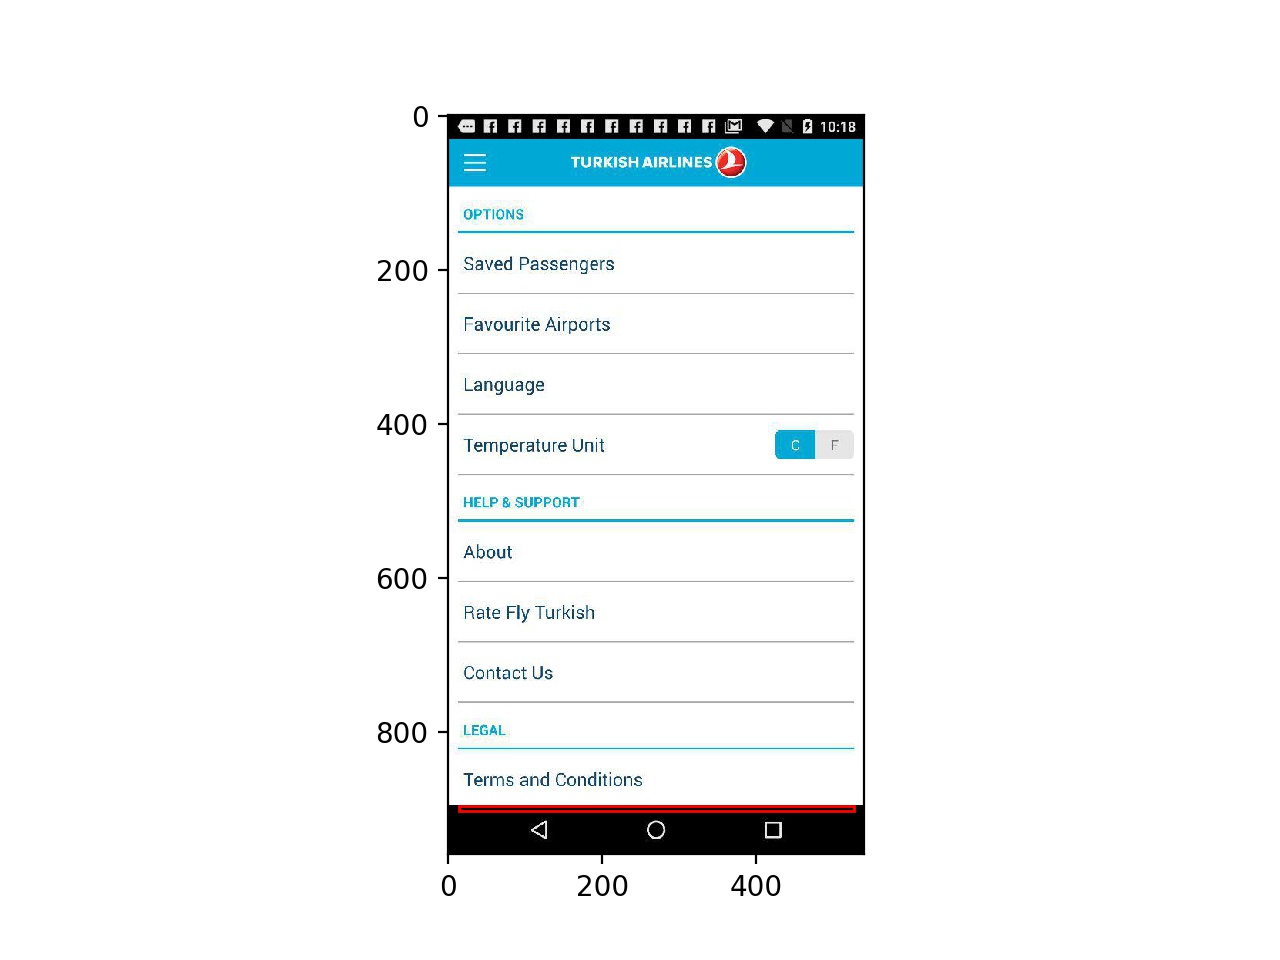 0
200
400
600
800
10:18
TURKISH AIRLINES
OPTIONS
Saved Passengers
Favourite Airports
Language
Temperature Unit C F
HELP & SUPPORT
About
Rate Fly Turkish
Contact Us
LEGAL
Terms and Conditions
0 200 400